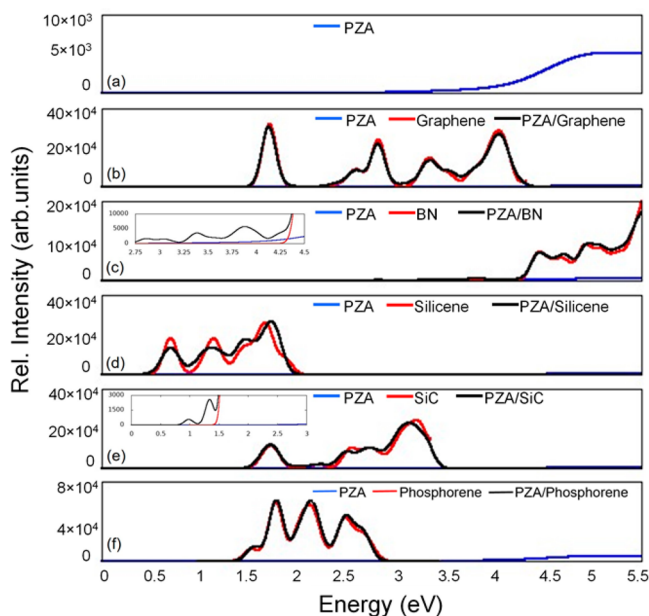 10×10³
5×10³
0
PZA
(a)
40×10⁴
20×10⁴
0
PZA Graphene PZA/Graphene
(b)
20×10⁴
10×10⁴
0
PZA BN PZA/BN
10000
5000
0
2.75 3 3.25 3.5 3.75 4 4.25 4.5
(c)
40×10⁴
20×10⁴
0
PZA Silicene PZA/Silicene
(d)
40×10⁴
20×10⁴
0
PZA SiC PZA/SiC
3000
1500
0
0 0.5 1 1.5 2 2.5 3
(e)
8×10⁴
4×10⁴
0
PZA Phosphorene PZA/Phosphorene
(f)
0 0.5 1 1.5 2 2.5 3 3.5 4 4.5 5 5.5
Energy (eV)
Rel. Intensity (arb.units)